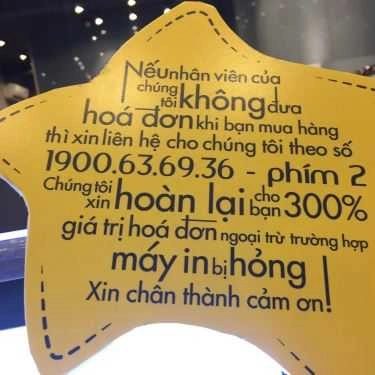 Nếu nhân viên của
chúng tôi không đưa
hoá đơn khi bạn mua hàng
thì xin liên hệ cho chúng tôi theo số
1900.63.69.36 - phím 2
Chúng tôi xin hoàn lại cho bạn 300%
giá trị hoá đơn ngoại trừ trường hợp
máy in bị hỏng
Xin chân thành cảm ơn!